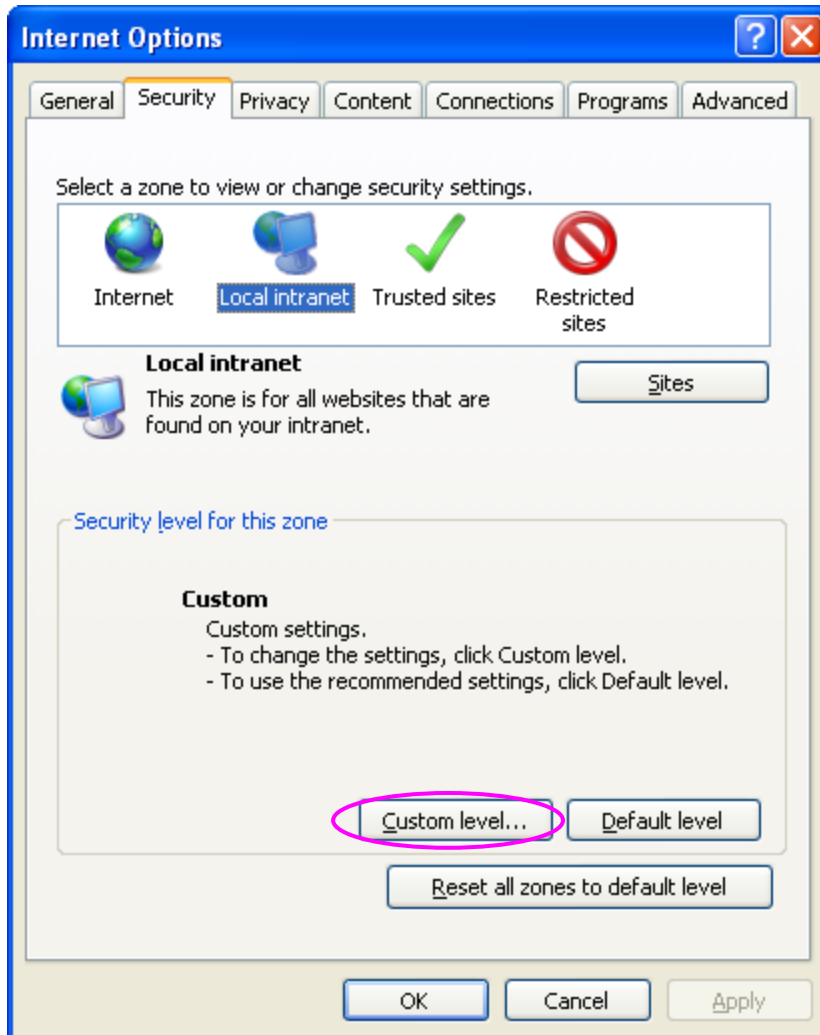 Internet Options
General Security Privacy Content Connections Programs Advanced
Select a zone to view or change security settings.
Internet Local intranet Trusted sites Restricted
sites
Local intranet
Sites
This zone is for all websites that are
found on your intranet.
Security level for this zone
Custom
Custom settings.
- To change the settings, click Custom level.
- To use the recommended settings, click Default level.
Custom level... Default level
Reset all zones to default level
OK Cancel Apply